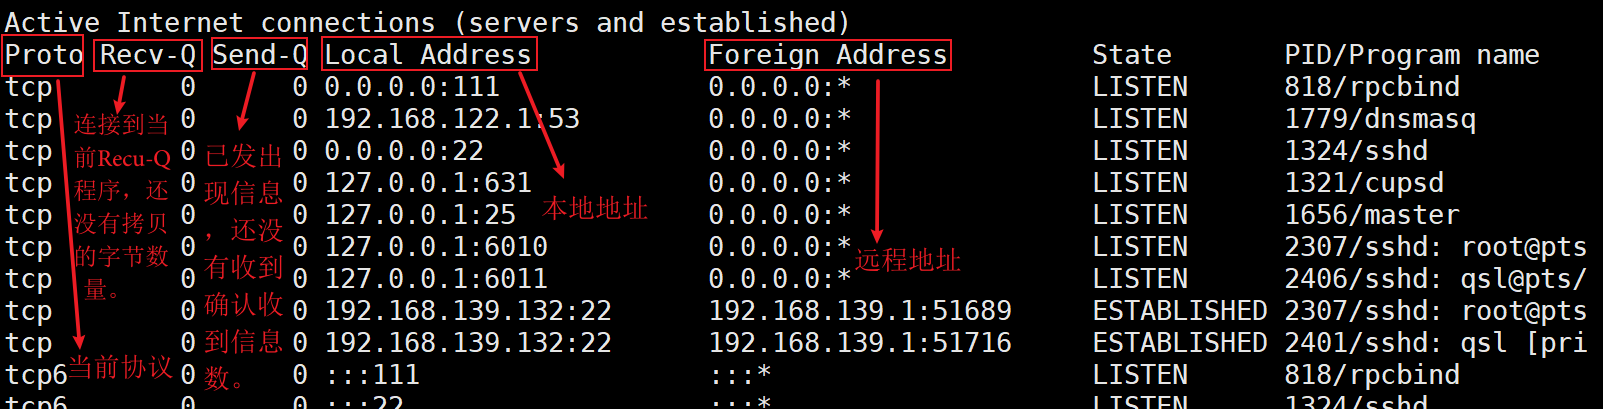 Active Internet connections (servers and established)
Proto Recv-Q Send-Q Local Address Foreign Address State PID/Program name
tcp 0 0 0.0.0.0:111 0.0.0.0:* LISTEN 818/rpcbind
tcp 0 0 192.168.122.1:53 0.0.0.0:* LISTEN 1779/dnsmasq
tcp 0 0 0.0.0.0:22 0.0.0.0:* LISTEN 1324/sshd
tcp 0 0 127.0.0.1:631 0.0.0.0:* LISTEN 1321/cupsd
tcp 0 0 127.0.0.1:25 0.0.0.0:* LISTEN 1656/master
tcp 0 0 127.0.0.1:6010 0.0.0.0:* LISTEN 2307/sshd: root@pts
tcp 0 0 127.0.0.1:6011 0.0.0.0:* LISTEN 2406/sshd: qsl@pts/
tcp 0 0 192.168.139.132:22 192.168.139.1:51689 ESTABLISHED 2307/sshd: root@pts
tcp 0 0 192.168.139.132:22 192.168.139.1:51716 ESTABLISHED 2401/sshd: qsl [pri
tcp6 0 0 :::111 :::* LISTEN 818/rpcbind
tcp6 0 0 :::22 :::* LISTEN 1324/sshd
当前协议
连接到当
前Recu-Q
程序，还
没有拷贝
的字节数
量。
已发出
现信息
，还没
有收到
确认收
到信息
数。
本地地址
远程地址